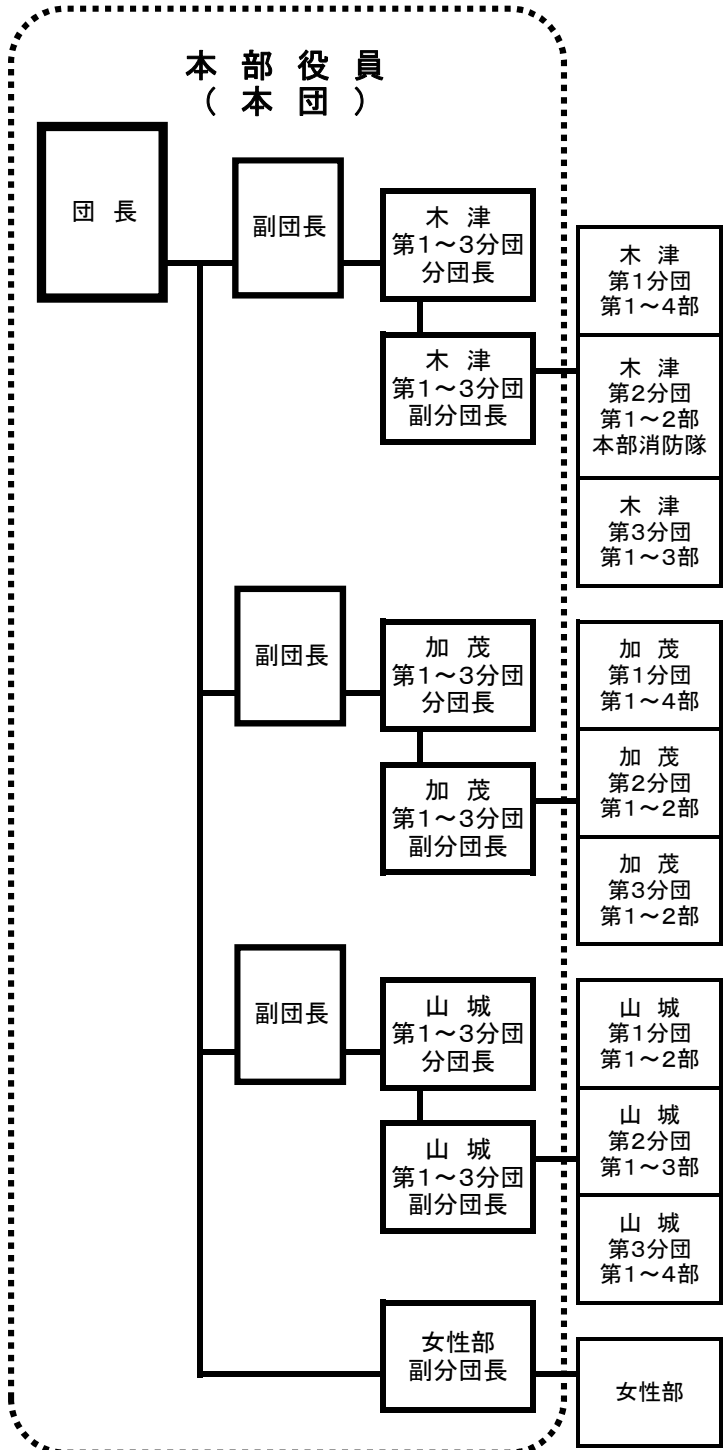 本部役員
(本団)
団長
副団長
木津
第1～3分団
分団長
木津
第1～3分団
副分団長
木津
第1分団
第1～4部
木津
第2分団
第1～2部
本部消防隊
木津
第3分団
第1～3部
副団長
加茂
第1～3分団
分団長
加茂
第1～3分団
副分団長
加茂
第1分団
第1～4部
加茂
第2分団
第1～2部
加茂
第3分団
第1～2部
副団長
山城
第1～3分団
分団長
山城
第1～3分団
副分団長
山城
第1分団
第1～2部
山城
第2分団
第1～3部
山城
第3分団
第1～4部
女性部
副分団長
女性部